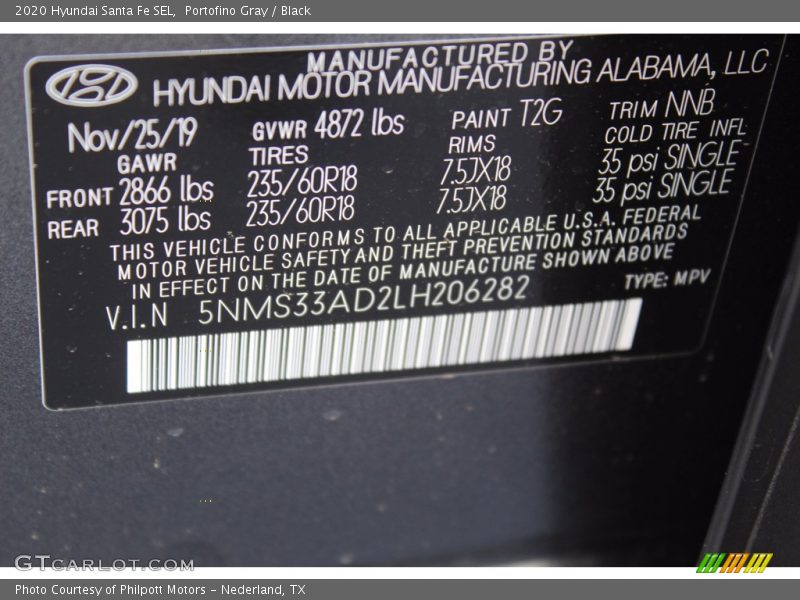 2020 Hyundai Santa Fe SEL, Portofino Gray / Black
MANUFACTURED BY
HYUNDAI MOTOR MANUFACTURING ALABAMA, LLC
Nov/25/19 GVWR 4872 lbs PAINT T2G TRIM NNB
GAWR TIRES RIMS COLD TIRE INFL
FRONT 2866 lbs 235/60R18 7.5JX18 35 psi SINGLE
REAR 3075 lbs 235/60R18 7.5JX18 35 psi SINGLE
THIS VEHICLE CONFORMS TO ALL APPLICABLE U.S.A. FEDERAL
MOTOR VEHICLE SAFETY AND THEFT PREVENTION STANDARDS
IN EFFECT ON THE DATE OF MANUFACTURE SHOWN ABOVE
V.I.N 5NMS33AD2LH206282 TYPE: MPV
GTCARLOT.COM
Photo Courtesy of Philpott Motors - Nederland, TX